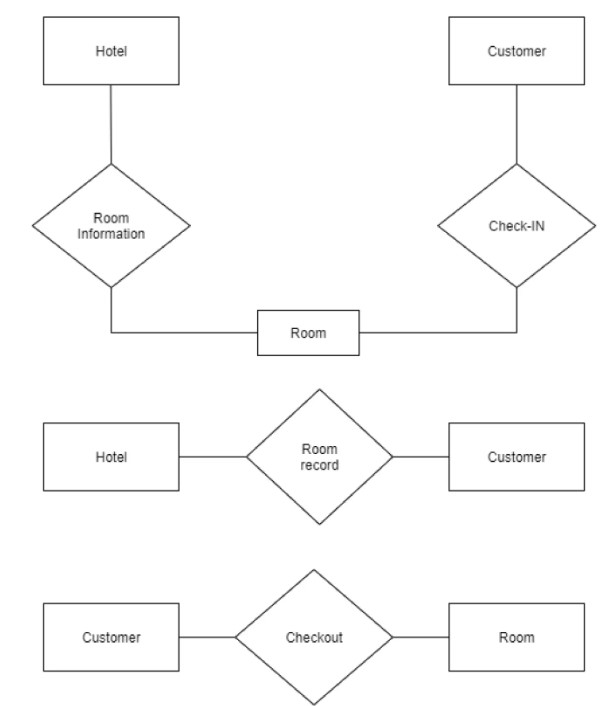 Hotel
Customer
Room
Information
Check-IN
Room
Hotel
Room
record
Customer
Customer
Checkout
Room